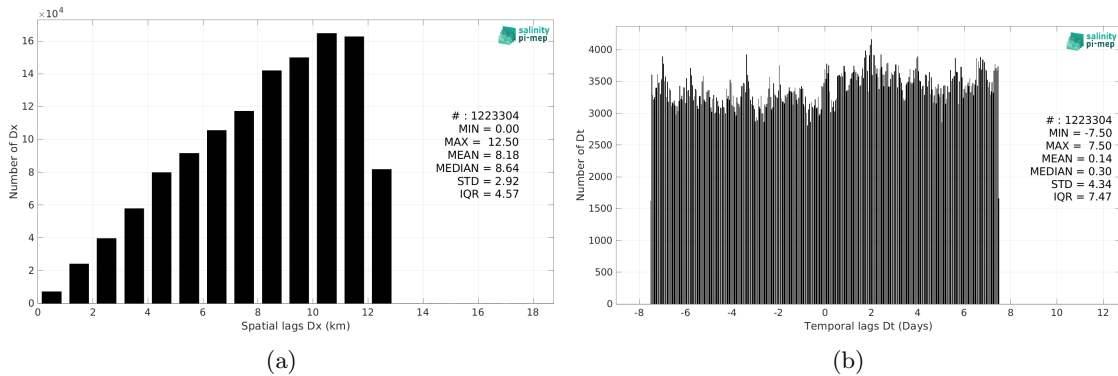 ×10⁴
16
14
12
10
8
6
4
2
0
Number of Dx
salinity
pi-mep
# : 1223304
MIN = 0.00
MAX = 12.50
MEAN = 8.18
MEDIAN = 8.64
STD = 2.92
IQR = 4.57
0 2 4 6 8 10 12 14 16 18
Spatial lags Dx (km)
(a)
4000
3500
3000
2500
2000
1500
1000
500
0
Number of Dt
salinity
pi-mep
# : 1223304
MIN = -7.50
MAX = 7.50
MEAN = 0.14
MEDIAN = 0.30
STD = 4.34
IQR = 7.47
-8 -6 -4 -2 0 2 4 6 8 10 12
Temporal lags Dt (Days)
(b)